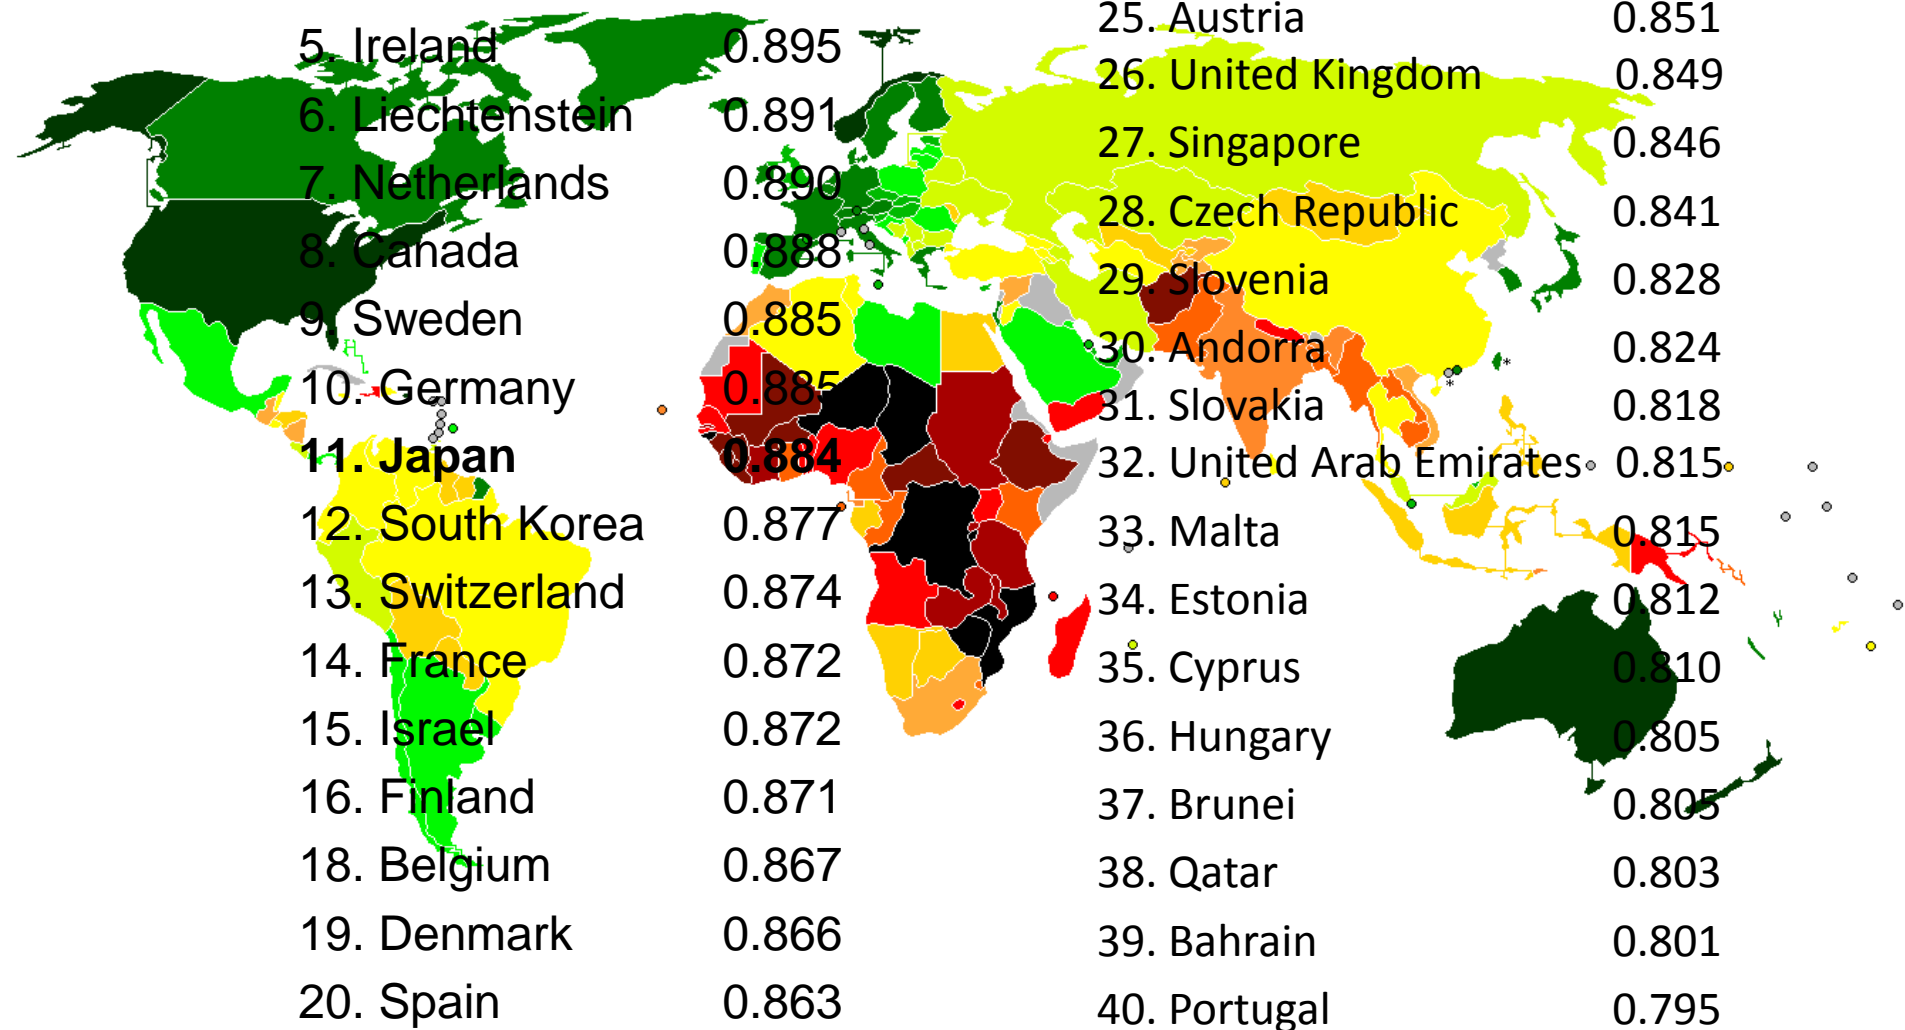 5. Ireland 0.895
6. Liechtenstein 0.891
7. Netherlands 0.890
8. Canada 0.888
9. Sweden 0.885
10. Germany 0.885
11. Japan 0.884
12. South Korea 0.877
13. Switzerland 0.874
14. France 0.872
15. Israel 0.872
16. Finland 0.871
18. Belgium 0.867
19. Denmark 0.866
20. Spain 0.863
25. Austria 0.851
26. United Kingdom 0.849
27. Singapore 0.846
28. Czech Republic 0.841
29. Slovenia 0.828
30. Andorra 0.824
*
*
31. Slovakia 0.818
32. United Arab Emirates 0.815
33. Malta 0.815
34. Estonia 0.812
35. Cyprus 0.810
36. Hungary 0.805
37. Brunei 0.805
38. Qatar 0.803
39. Bahrain 0.801
40. Portugal 0.795